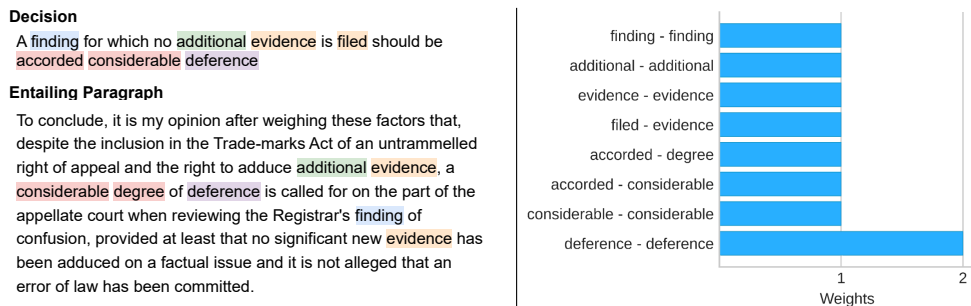 Decision
A finding for which no additional evidence is filed should be
accorded considerable deference
Entailing Paragraph
To conclude, it is my opinion after weighing these factors that,
despite the inclusion in the Trade-marks Act of an untrammelled
right of appeal and the right to adduce additional evidence, a
considerable degree of deference is called for on the part of the
appellate court when reviewing the Registrar's finding of
confusion, provided at least that no significant new evidence has
been adduced on a factual issue and it is not alleged that an
error of law has been committed.
finding - finding
additional - additional
evidence - evidence
filed - evidence
accorded - degree
accorded - considerable
considerable - considerable
deference - deference
1 2
Weights